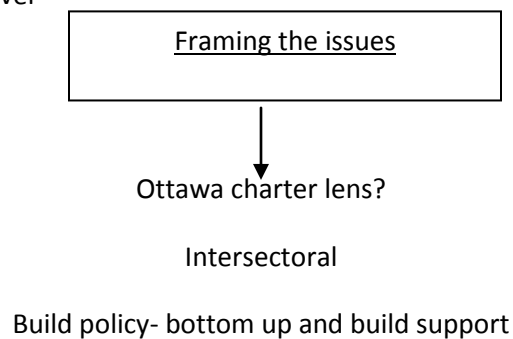 Framing the issues
Ottawa charter lens?
Intersectoral
Build policy- bottom up and build support